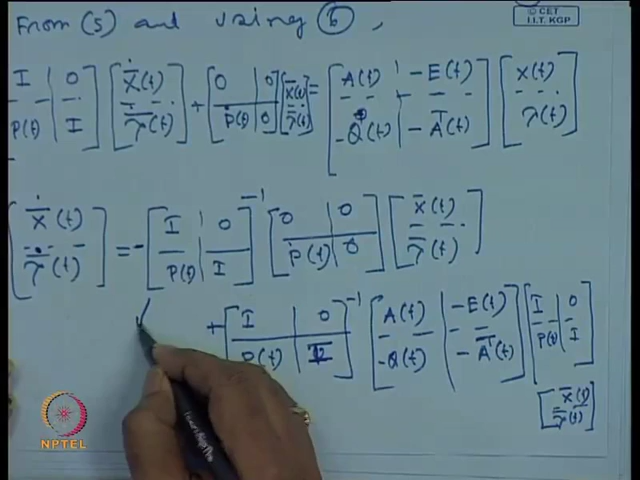 From (5) and using (6),
© CET
I.I.T. KGP
[I | 0 ; P(t) | I] [ẋ̄(t) ; λ̄̇(t)] + [0 | 0 ; Ṗ(t) | 0] [x̄(t) ; λ̄(t)] = [A(t) | -E(t) ; -Q(t) | -Aᵀ(t)] [x(t) ; λ(t)]
[ẋ̄(t) ; λ̄̇(t)] = -[I | 0 ; P(t) | I]⁻¹ [0 | 0 ; Ṗ(t) | 0] [x̄(t) ; λ̄(t)]
+ [I | 0 ; P(t) | I]⁻¹ [A(t) | -E(t) ; -Q(t) | -Aᵀ(t)] [I | 0 ; P(t) | I]
[x̄(t) ; λ̄(t)]
NPTEL